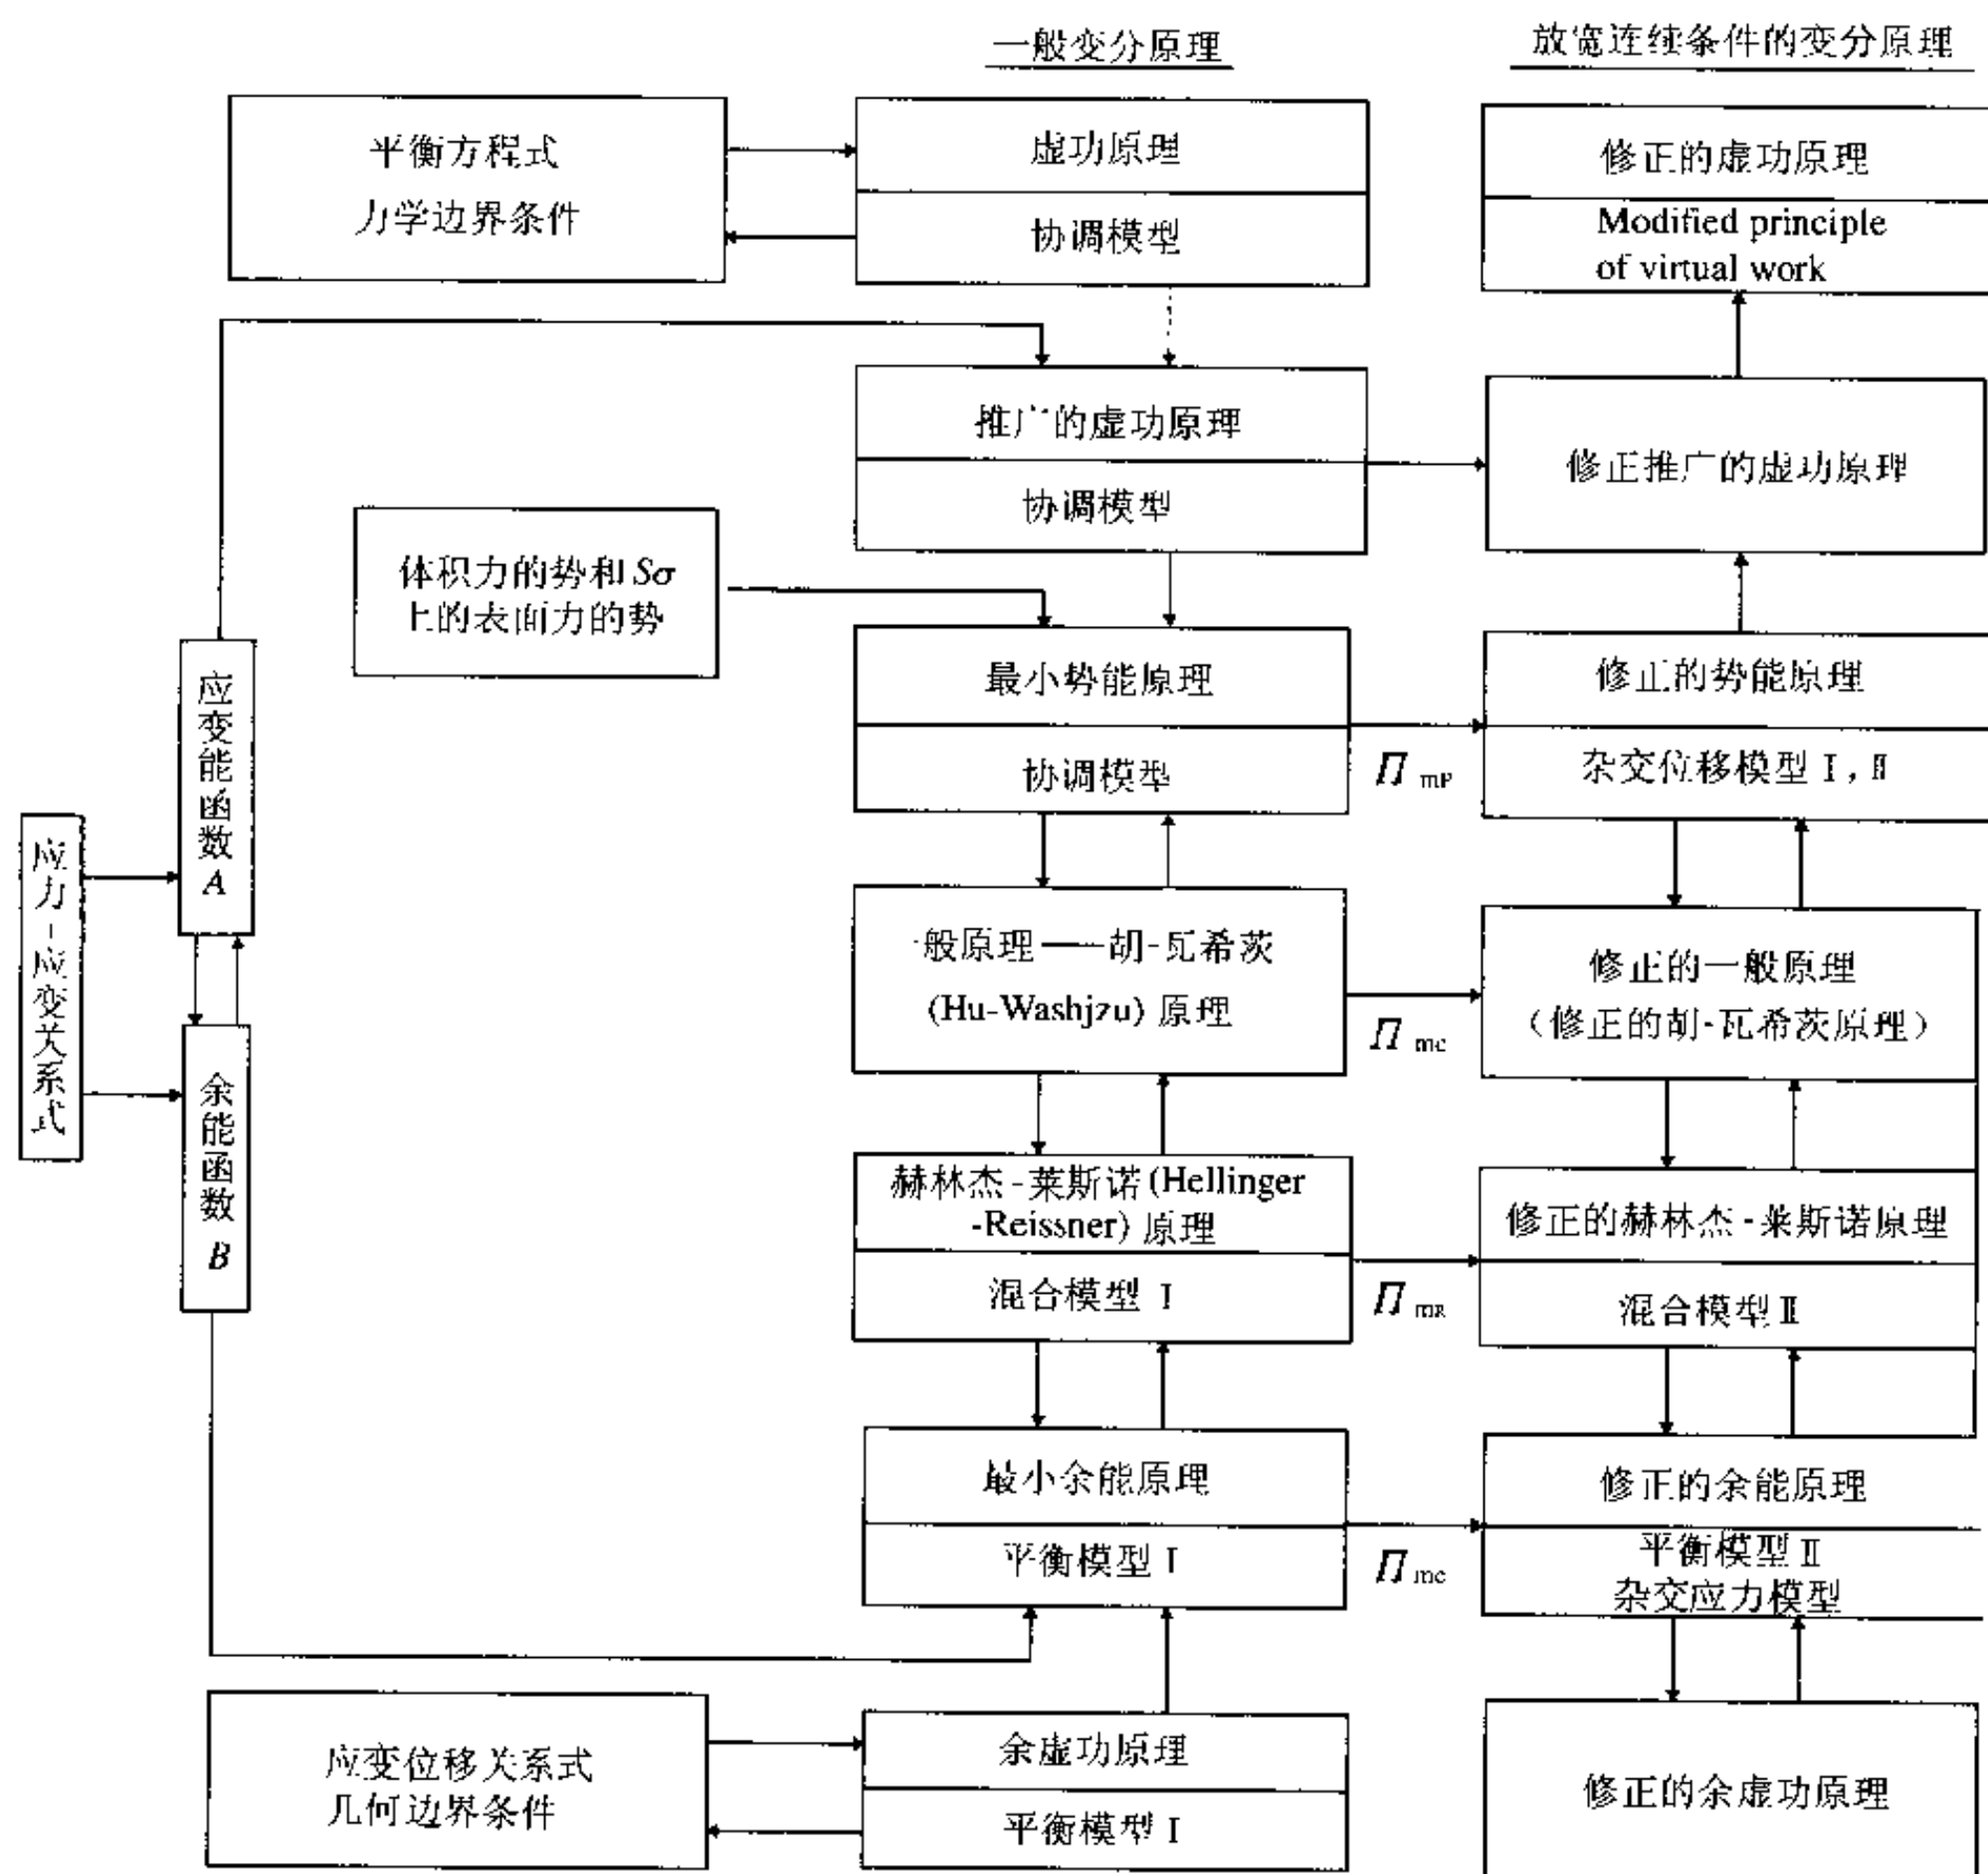 一般变分原理
放宽连续条件的变分原理
平衡方程式
力学边界条件
虚功原理
协调模型
修正的虚功原理
Modified principle
of virtual work
推广的虚功原理
协调模型
修正推广的虚功原理
体积力的势和 Sσ
上的表面力的势
最小势能原理
协调模型
Π mP
修正的势能原理
杂交位移模型 Ⅰ, Ⅱ
应变能函数 A
应力-应变关系式
余能函数 B
一般原理——胡-瓦希茨
(Hu-Washjzu) 原理
Π mc
修正的一般原理
(修正的胡-瓦希茨原理)
赫林杰-莱斯诺 (Hellinger
-Reissner) 原理
混合模型 Ⅰ
Π mR
修正的赫林杰-莱斯诺原理
混合模型 Ⅱ
最小余能原理
平衡模型 Ⅰ
Π mc
修正的余能原理
平衡模型 Ⅱ
杂交应力模型
应变位移关系式
几何边界条件
余虚功原理
平衡模型 Ⅰ
修正的余虚功原理